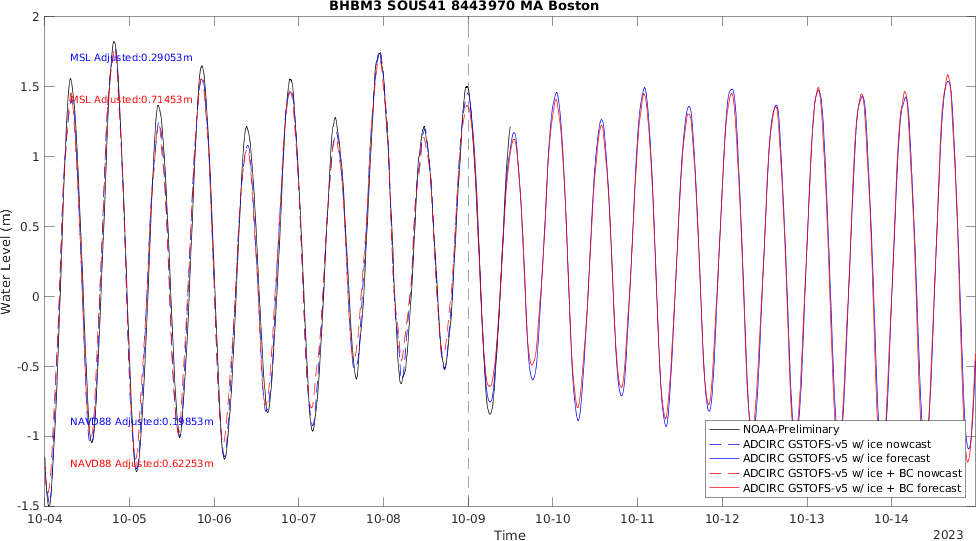 BHBM3 SOUS41 8443970 MA Boston
Water Level (m)
2
1.5
1
0.5
0
-0.5
-1
-1.5
MSL Adjusted:0.29053m
MSL Adjusted:0.71453m
NAVD88 Adjusted:0.19853m
NAVD88 Adjusted:0.62253m
NOAA-Preliminary
ADCIRC GSTOFS-v5 w/ ice nowcast
ADCIRC GSTOFS-v5 w/ ice forecast
ADCIRC GSTOFS-v5 w/ ice + BC nowcast
ADCIRC GSTOFS-v5 w/ ice + BC forecast
10-04 10-05 10-06 10-07 10-08 10-09 10-10 10-11 10-12 10-13 10-14
Time
2023